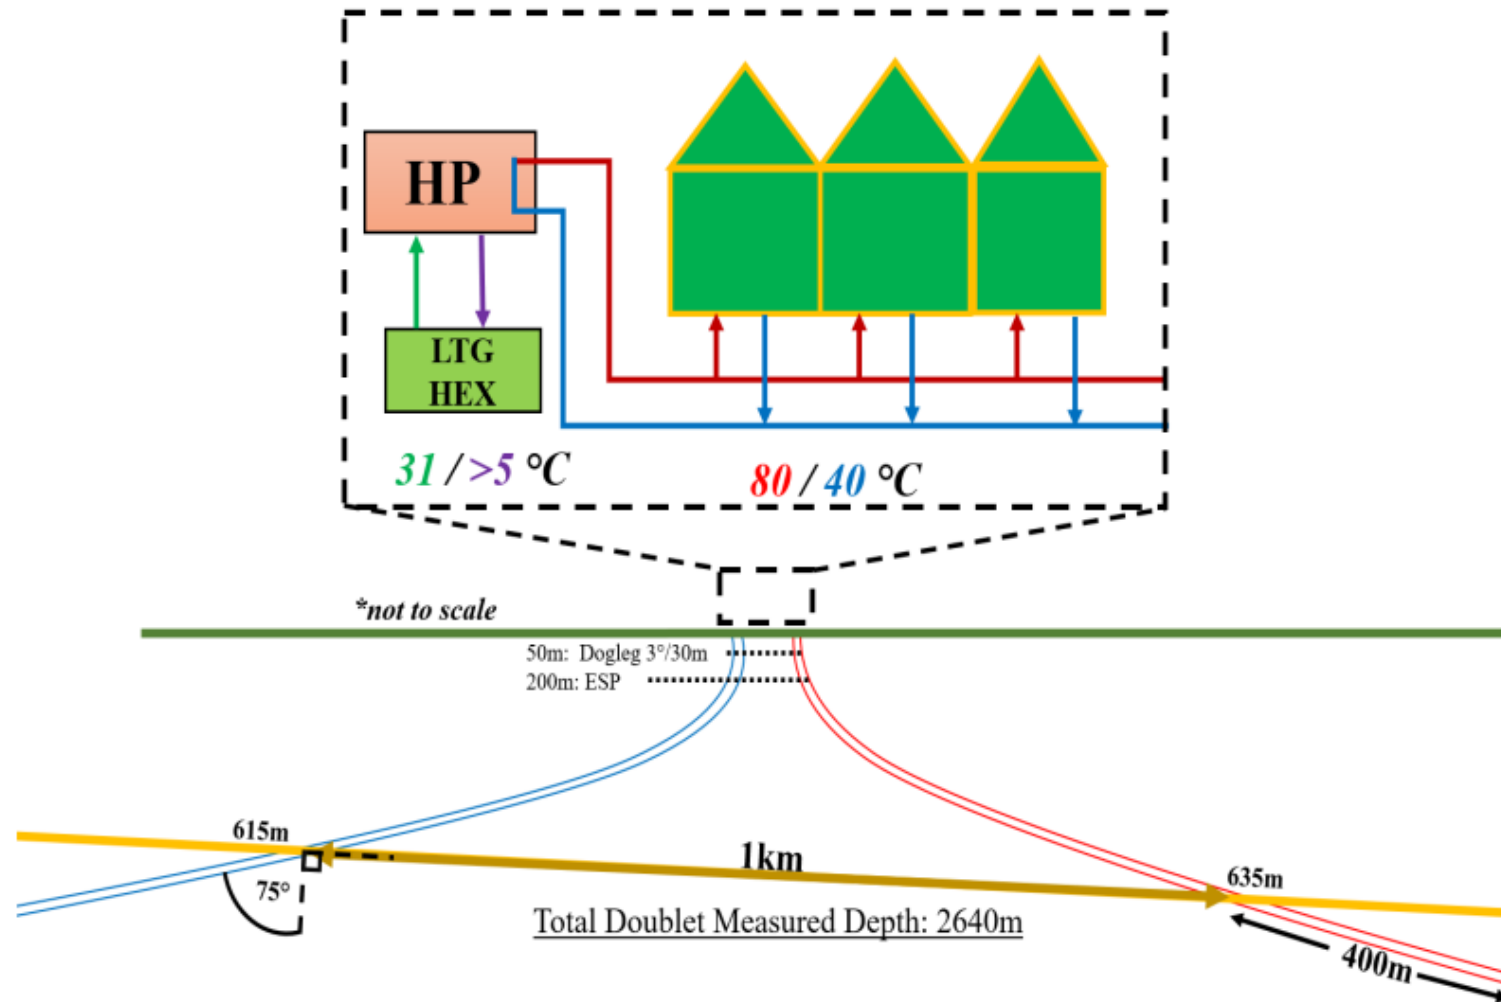 HP
LTG
HEX
31 / >5 °C
80 / 40 °C
*not to scale
50m: Dogleg 3°/30m
200m: ESP
615m
1km
635m
75°
Total Doublet Measured Depth: 2640m
400m